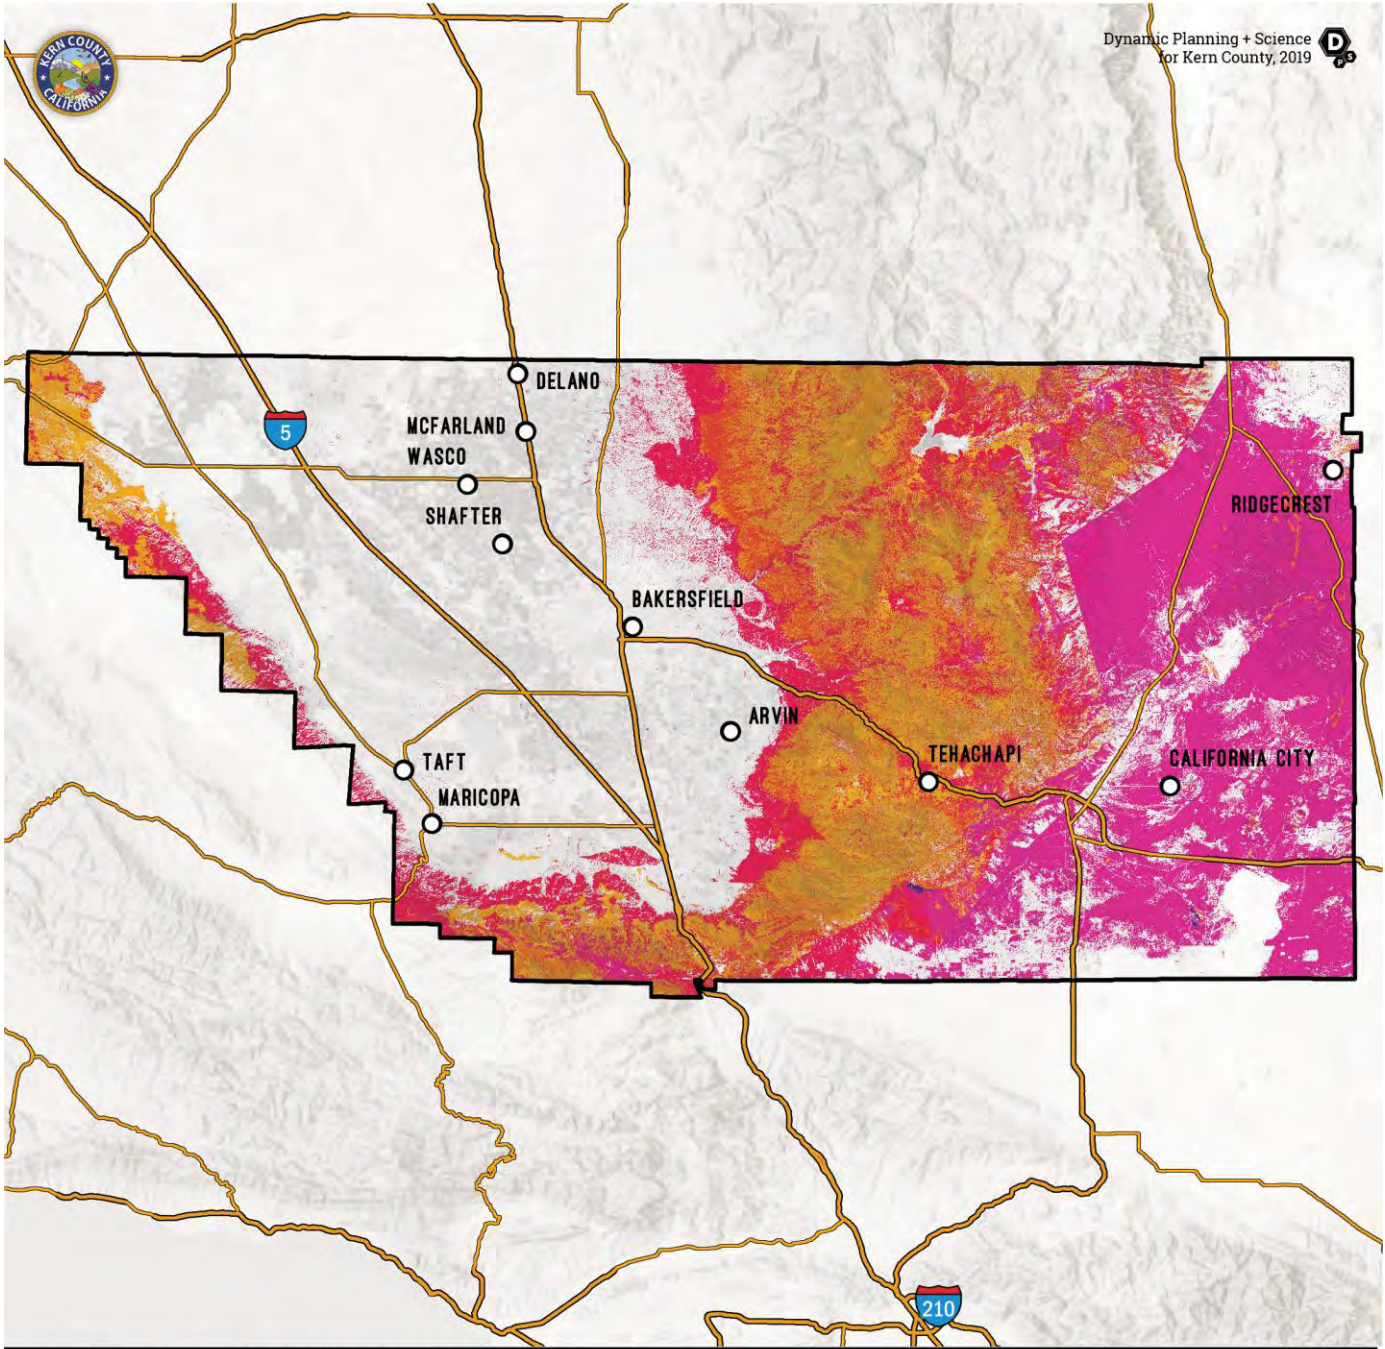 KERN COUNTY
CALIFORNIA
Dynamic Planning + Science
for Kern County, 2019
D
P S
DELANO
5
MCFARLAND
WASCO
SHAFTER
RIDGECREST
BAKERSFIELD
ARVIN
TAFT
TEHACHAPI
CALIFORNIA CITY
MARICOPA
210